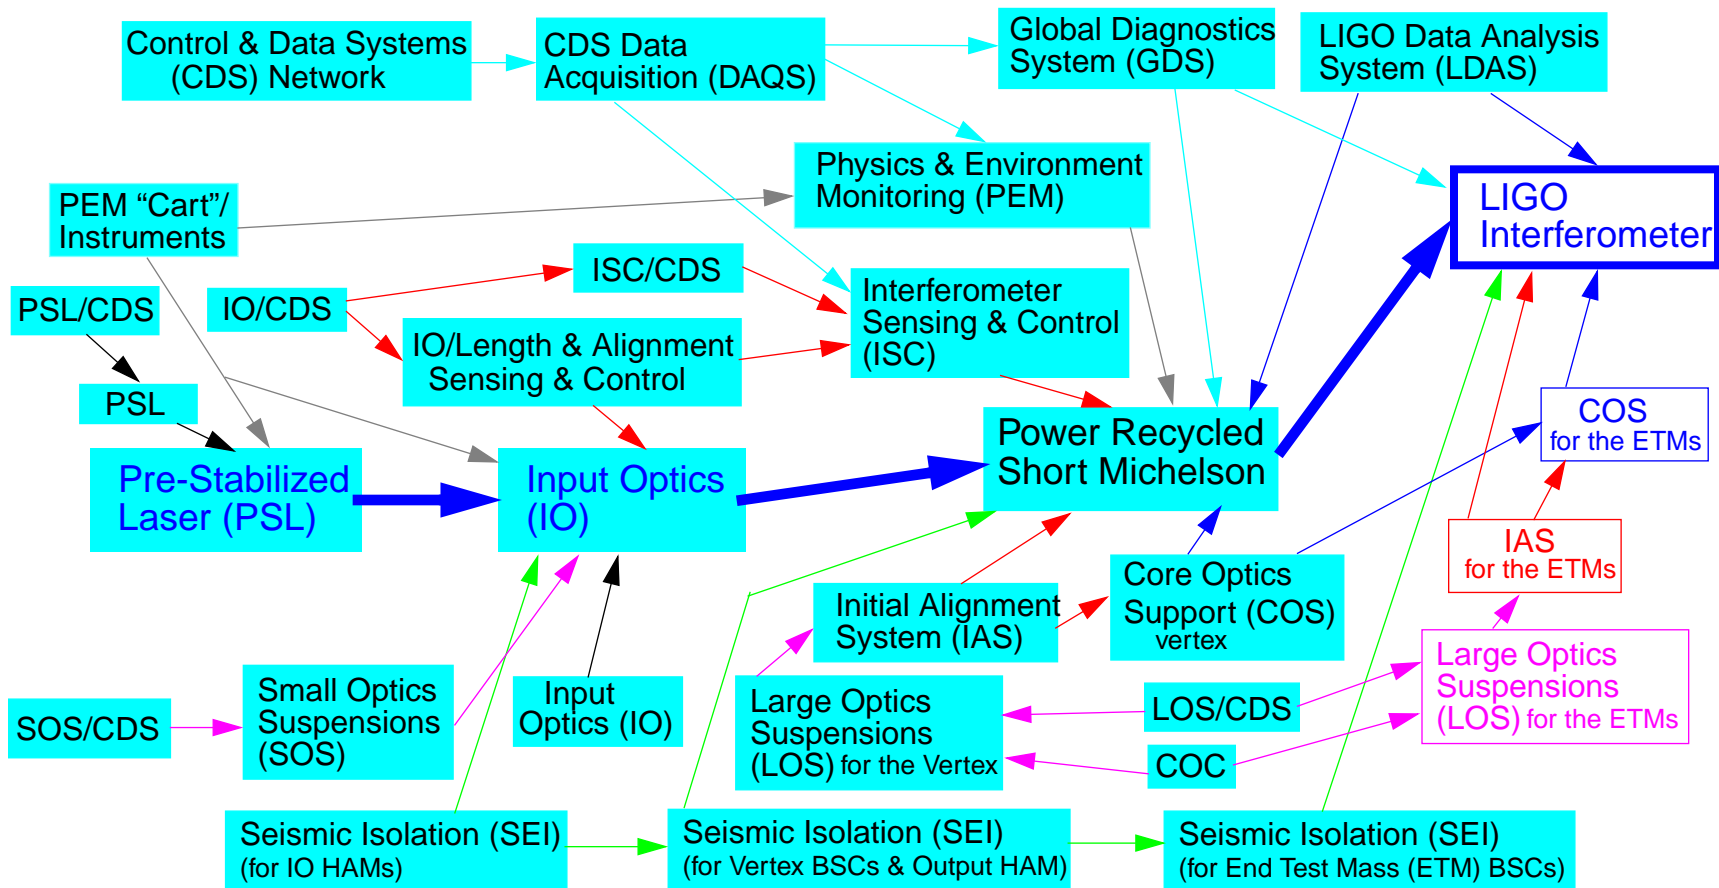 Control & Data Systems
(CDS) Network
CDS Data
Acquisition (DAQS)
Global Diagnostics
System (GDS)
LIGO Data Analysis
System (LDAS)
Physics & Environment
Monitoring (PEM)
PEM “Cart”/
Instruments
LIGO
Interferometer
ISC/CDS
PSL/CDS
IO/CDS
Interferometer
Sensing & Control
(ISC)
IO/Length & Alignment
Sensing & Control
PSL
COS
for the ETMs
Power Recycled
Short Michelson
Pre-Stabilized
Laser (PSL)
Input Optics
(IO)
IAS
for the ETMs
Core Optics
Support (COS)
vertex
Initial Alignment
System (IAS)
Large Optics
Suspensions
(LOS) for the ETMs
Small Optics
Suspensions
(SOS)
Input
Optics (IO)
SOS/CDS
Large Optics
Suspensions
(LOS) for the Vertex
LOS/CDS
COC
Seismic Isolation (SEI)
(for IO HAMs)
Seismic Isolation (SEI)
(for Vertex BSCs & Output HAM)
Seismic Isolation (SEI)
(for End Test Mass (ETM) BSCs)